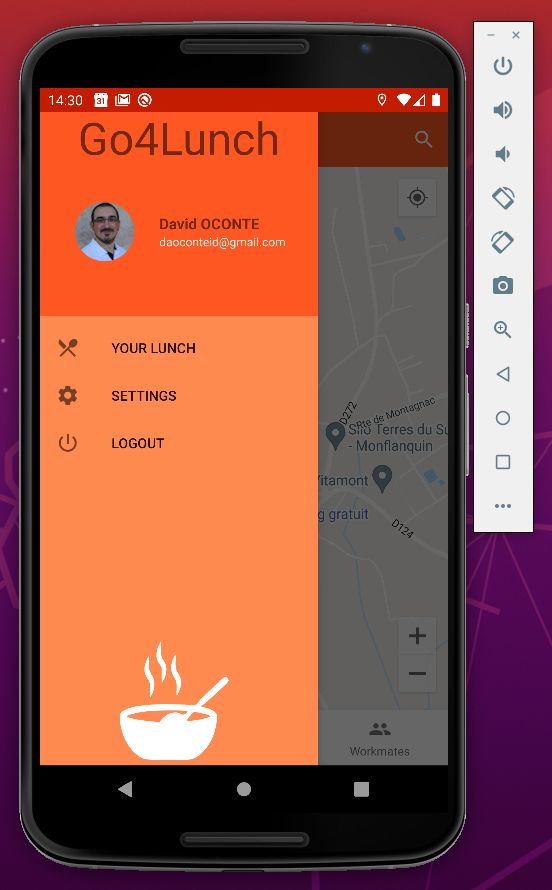 14:30
31
Go4Lunch
David OCONTE
daoconteid@gmail.com
YOUR LUNCH
SETTINGS
LOGOUT
D272
Rte de Montagnac
Silo Terres du Su
- Monflanquin
Vitamont
g gratuit
D124
Workmates